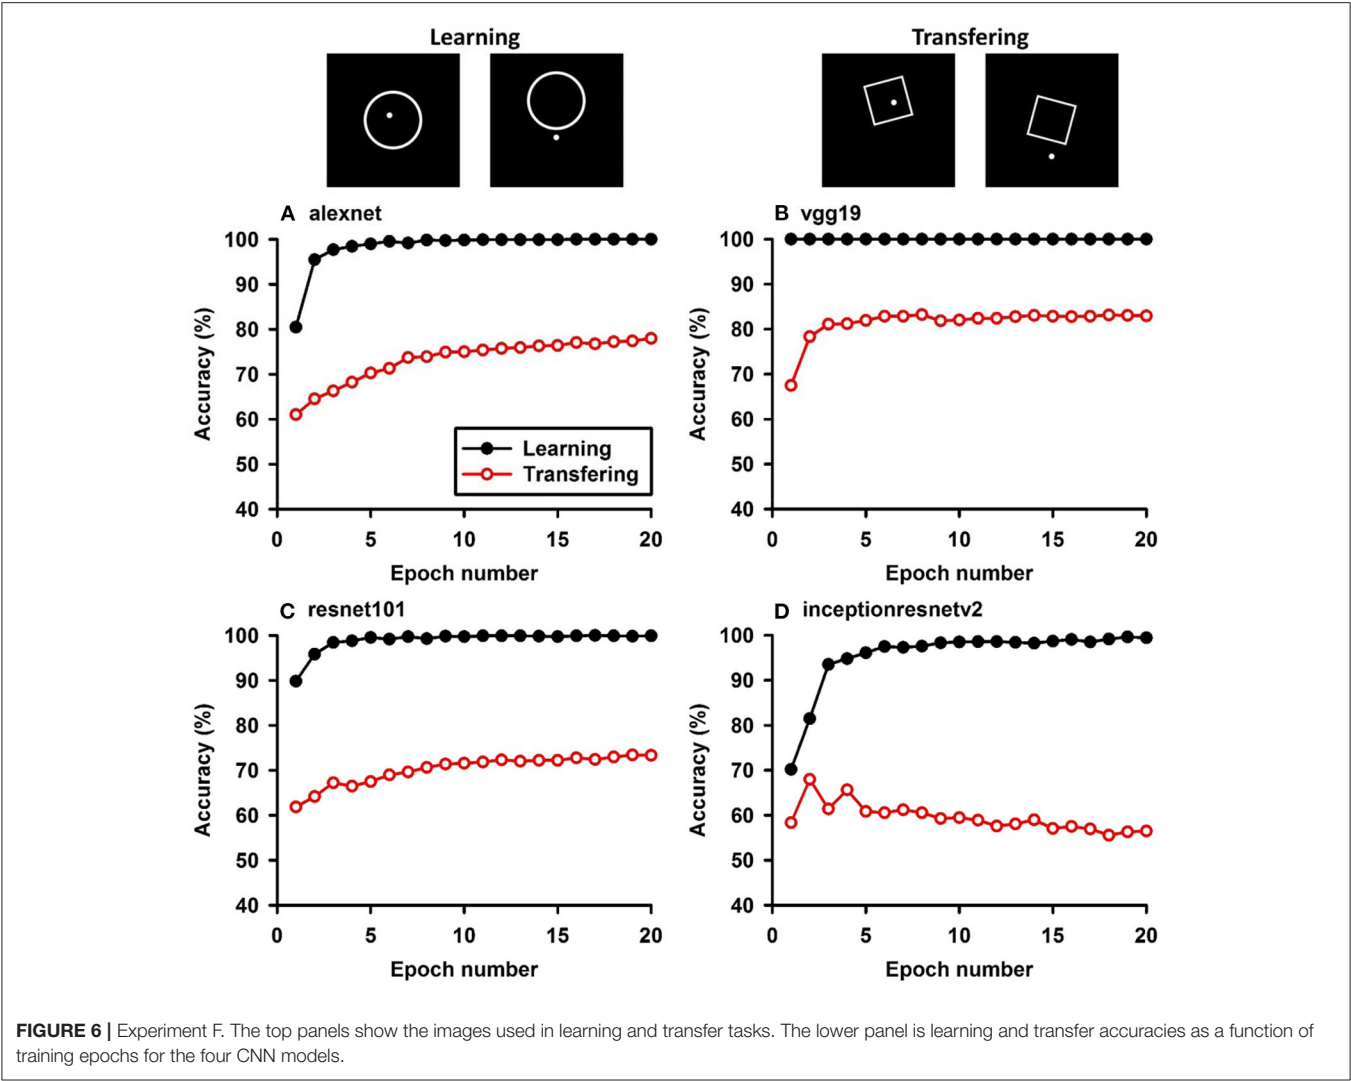 Learning
Transfering
A alexnet
100
90
80
70
60
50
40
Accuracy (%)
Learning
Transfering
0 5 10 15 20
Epoch number
B vgg19
100
90
80
70
60
50
40
Accuracy (%)
0 5 10 15 20
Epoch number
C resnet101
100
90
80
70
60
50
40
Accuracy (%)
0 5 10 15 20
Epoch number
D inceptionresnetv2
100
90
80
70
60
50
40
Accuracy (%)
0 5 10 15 20
Epoch number
FIGURE 6 | Experiment F. The top panels show the images used in learning and transfer tasks. The lower panel is learning and transfer accuracies as a function of
training epochs for the four CNN models.